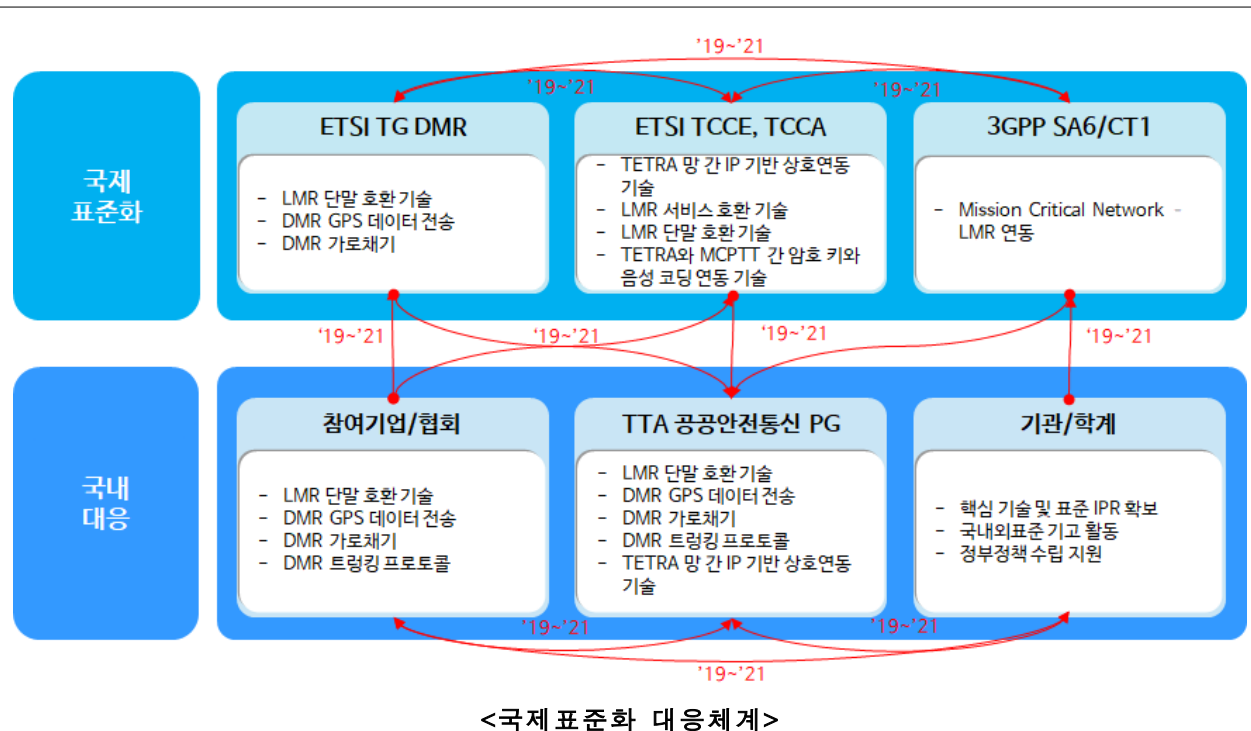 '19~'21
'19~'21
'19~'21
국제
표준화
ETSI TG DMR
- LMR 단말 호환 기술
- DMR GPS 데이터 전송
- DMR 가로채기
ETSI TCCE, TCCA
- TETRA 망 간 IP 기반 상호연동
기술
- LMR 서비스 호환 기술
- LMR 단말 호환 기술
- TETRA와 MCPTT 간 암호 키와
음성 코딩 연동 기술
3GPP SA6/CT1
- Mission Critical Network -
LMR 연동
‘19~’21
‘19~’21
‘19~’21
‘19~’21
국내
대응
참여기업/협회
- LMR 단말 호환 기술
- DMR GPS 데이터 전송
- DMR 가로채기
- DMR 트렁킹 프로토콜
TTA 공공안전통신 PG
- LMR 단말 호환 기술
- DMR GPS 데이터 전송
- DMR 가로채기
- DMR 트렁킹 프로토콜
- TETRA 망 간 IP 기반 상호연동
기술
기관/학계
- 핵심 기술 및 표준 IPR 확보
- 국내외표준 기고 활동
- 정부정책 수립 지원
'19~'21
'19~'21
'19~'21
<국제표준화 대응체계>